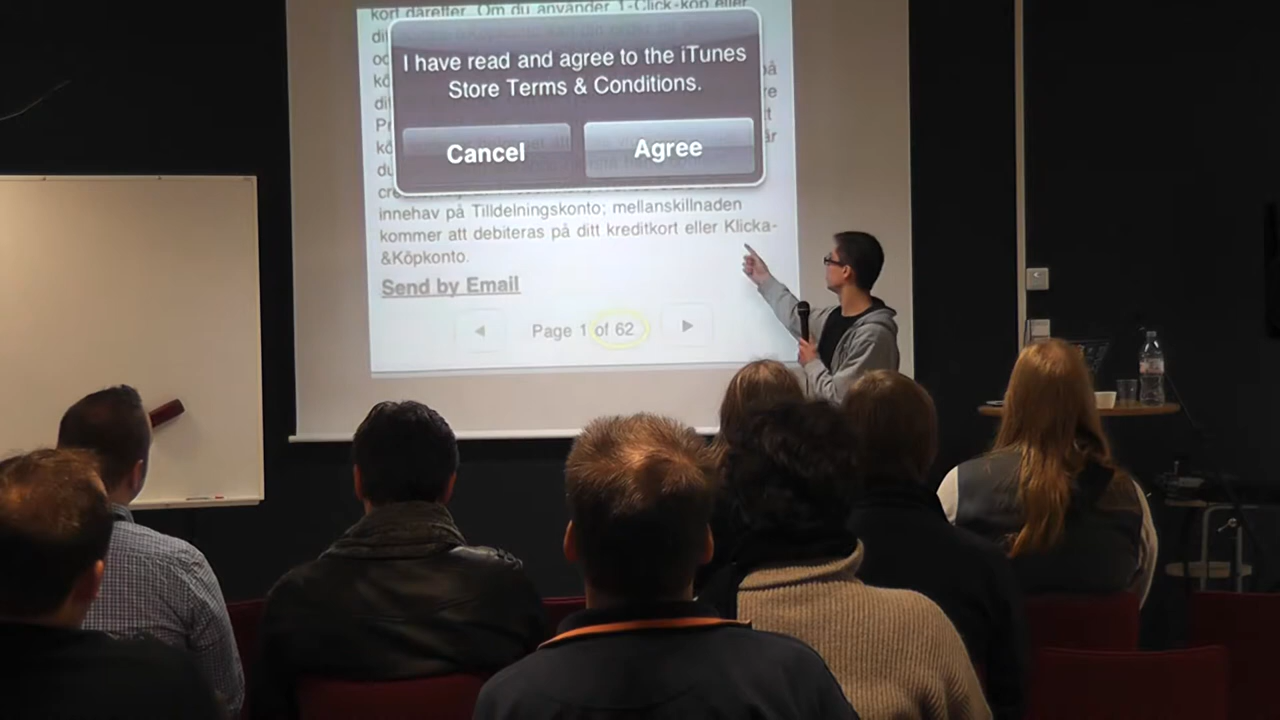 kort därefter. Om du använder 1-Click-köp eller
I have read and agree to the iTunes
Store Terms & Conditions.
Cancel
Agree
innehav på Tilldelningskonto; mellanskillnaden
kommer att debiteras på ditt kreditkort eller Klicka-
&Köpkonto.
Send by Email
Page 1 of 62